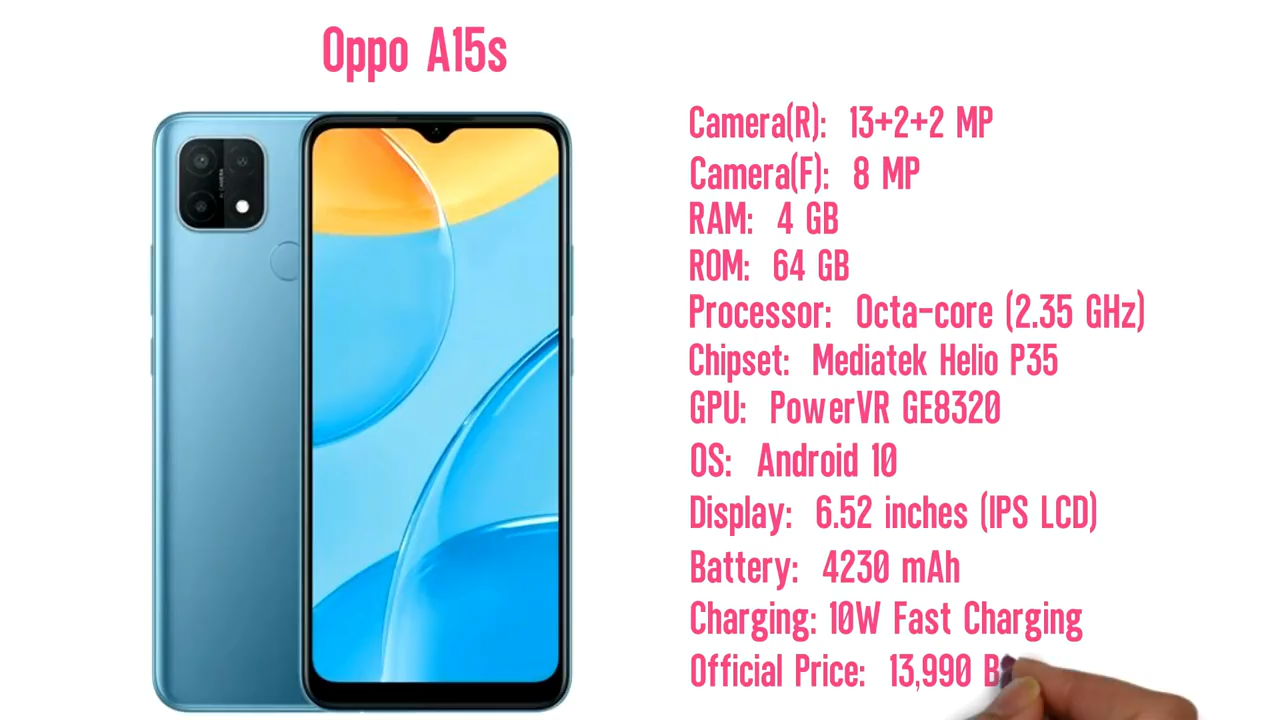 Oppo A15s
Camera(R): 13+2+2 MP
Camera(F): 8 MP
RAM: 4 GB
ROM: 64 GB
Processor: Octa-core (2.35 GHz)
Chipset: Mediatek Helio P35
GPU: PowerVR GE8320
OS: Android 10
Display: 6.52 inches (IPS LCD)
Battery: 4230 mAh
Charging: 10W Fast Charging
Official Price: 13,990